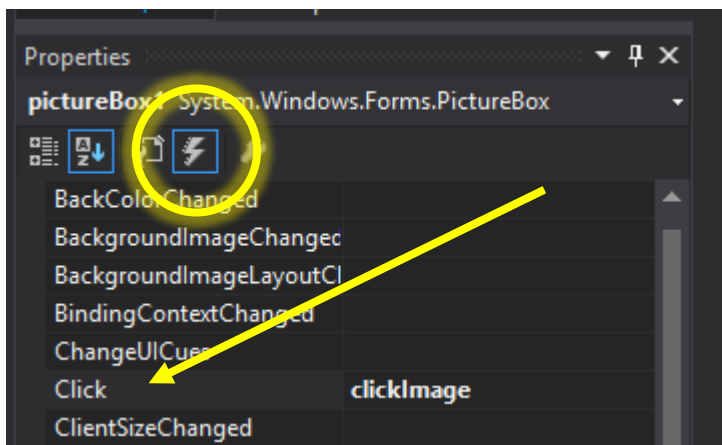 Properties
pictureBox1 System.Windows.Forms.PictureBox
BackColorChanged
BackgroundImageChanged
BackgroundImageLayoutCl
BindingContextChanged
ChangeUICues
Click clickImage
ClientSizeChanged